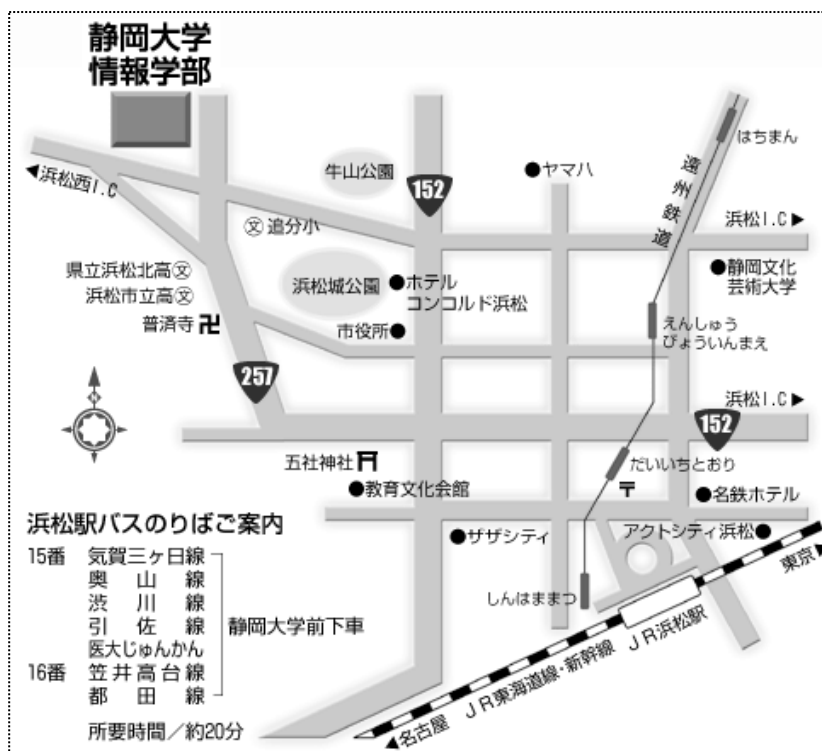 静岡大学
情報学部
牛山公園
152
ヤマハ
はちまん
遠州鉄道
◀浜松西I.C
文 追分小
浜松I.C▶
県立浜松北高文
浜松市立高文
普済寺卍
浜松城公園
ホテル
コンコルド浜松
市役所
静岡文化
芸術大学
えんしゅう
びょういんまえ
257
N
浜松I.C▶
152
五社神社
教育文化会館
だいいちとおり
〒
名鉄ホテル
ザザシティ
アクトシティ浜松
しんはままつ
東京▶
JR浜松駅
JR東海道線・新幹線
◀名古屋
浜松駅バスのりばご案内
15番 気賀三ヶ日線
奥山線
渋川線
引佐線
静岡大学前下車
医大じゅんかん
16番 笠井高台線
都田線
所要時間/約20分